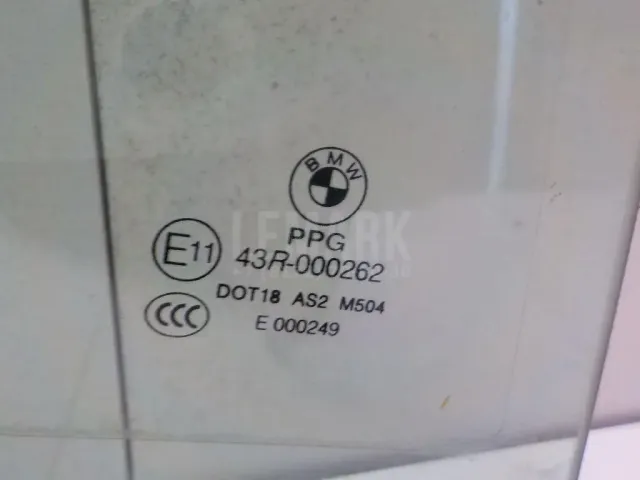 BMW
PPG
E11 43R-000262
DOT18 AS2 M504
CCC E 000249